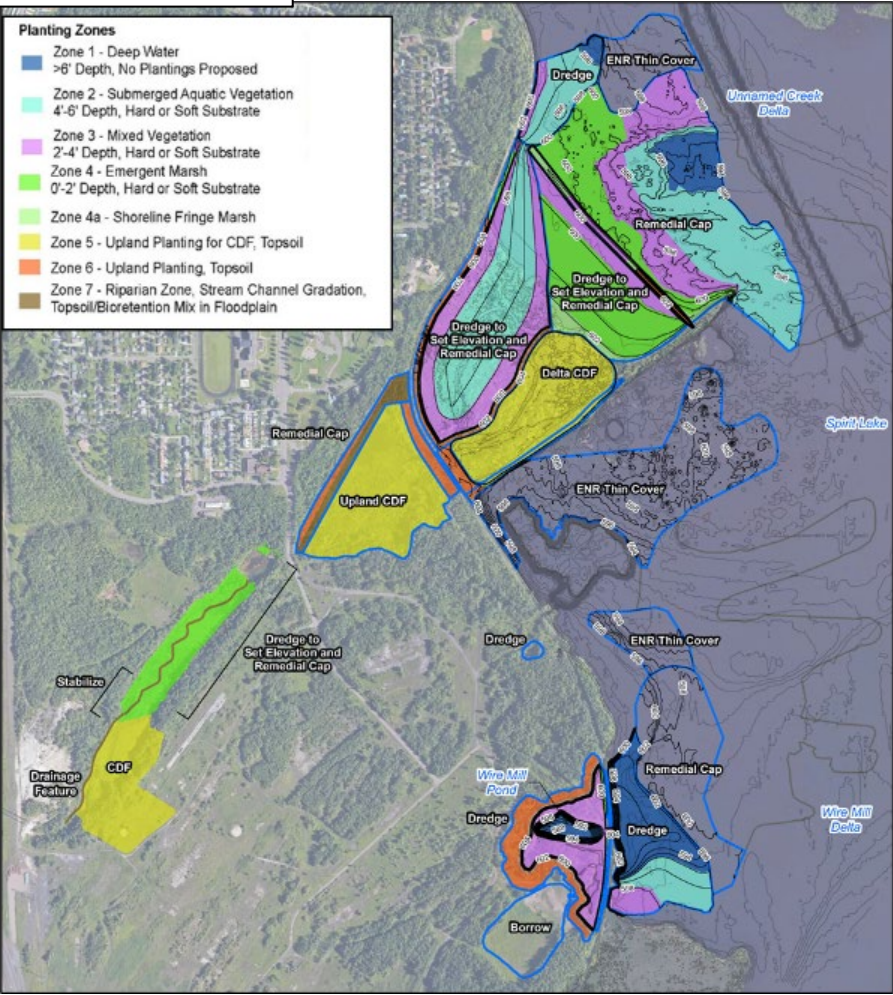 Planting Zones
Zone 1 - Deep Water
>6' Depth, No Plantings Proposed
Zone 2 - Submerged Aquatic Vegetation
4'-6' Depth, Hard or Soft Substrate
Zone 3 - Mixed Vegetation
2'-4' Depth, Hard or Soft Substrate
Zone 4 - Emergent Marsh
0'-2' Depth, Hard or Soft Substrate
Zone 4a - Shoreline Fringe Marsh
Zone 5 - Upland Planting for CDF, Topsoil
Zone 6 - Upland Planting, Topsoil
Zone 7 - Riparian Zone, Stream Channel Gradation,
Topsoil/Bioretention Mix in Floodplain
ENR Thin Cover
Dredge
Unnamed Creek
Delta
Remedial Cap
Dredge to
Set Elevation and
Remedial Cap
Dredge to
Set Elevation and
Remedial Cap
Delta CDF
Remedial Cap
Spirit Lake
ENR Thin Cover
Upland CDF
Dredge to
Set Elevation and
Remedial Cap
Dredge
ENR Thin Cover
Stabilize
CDF
Drainage
Feature
Remedial Cap
Wire Mill
Pond
Dredge
Dredge
Wire Mill
Delta
Borrow